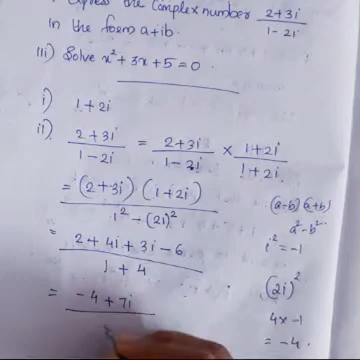 Express the Complex number 2+3i / 1-2i
in the form a+ib.
iii) Solve x² + 3x + 5 = 0.
i) 1+2i
ii) 2+3i / 1-2i = 2+3i / 1-2i × 1+2i / 1+2i
= (2+3i) (1+2i) / 1² - (2i)²
(a-b)(a+b)
a² - b²
= 2 + 4i + 3i - 6 / 1 + 4
i² = -1
(2i)²
= -4 + 7i
4x-1
= -4.